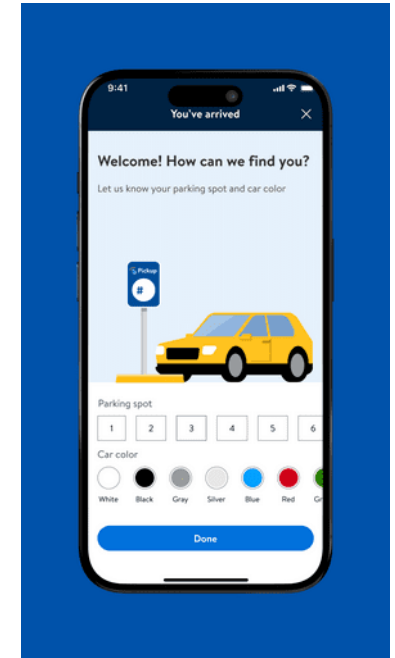 9:41
You've arrived
Welcome! How can we find you?
Let us know your parking spot and car color
Pickup
#
Parking spot
1 2 3 4 5 6
Car color
White Black Gray Silver Blue Red Gr
Done